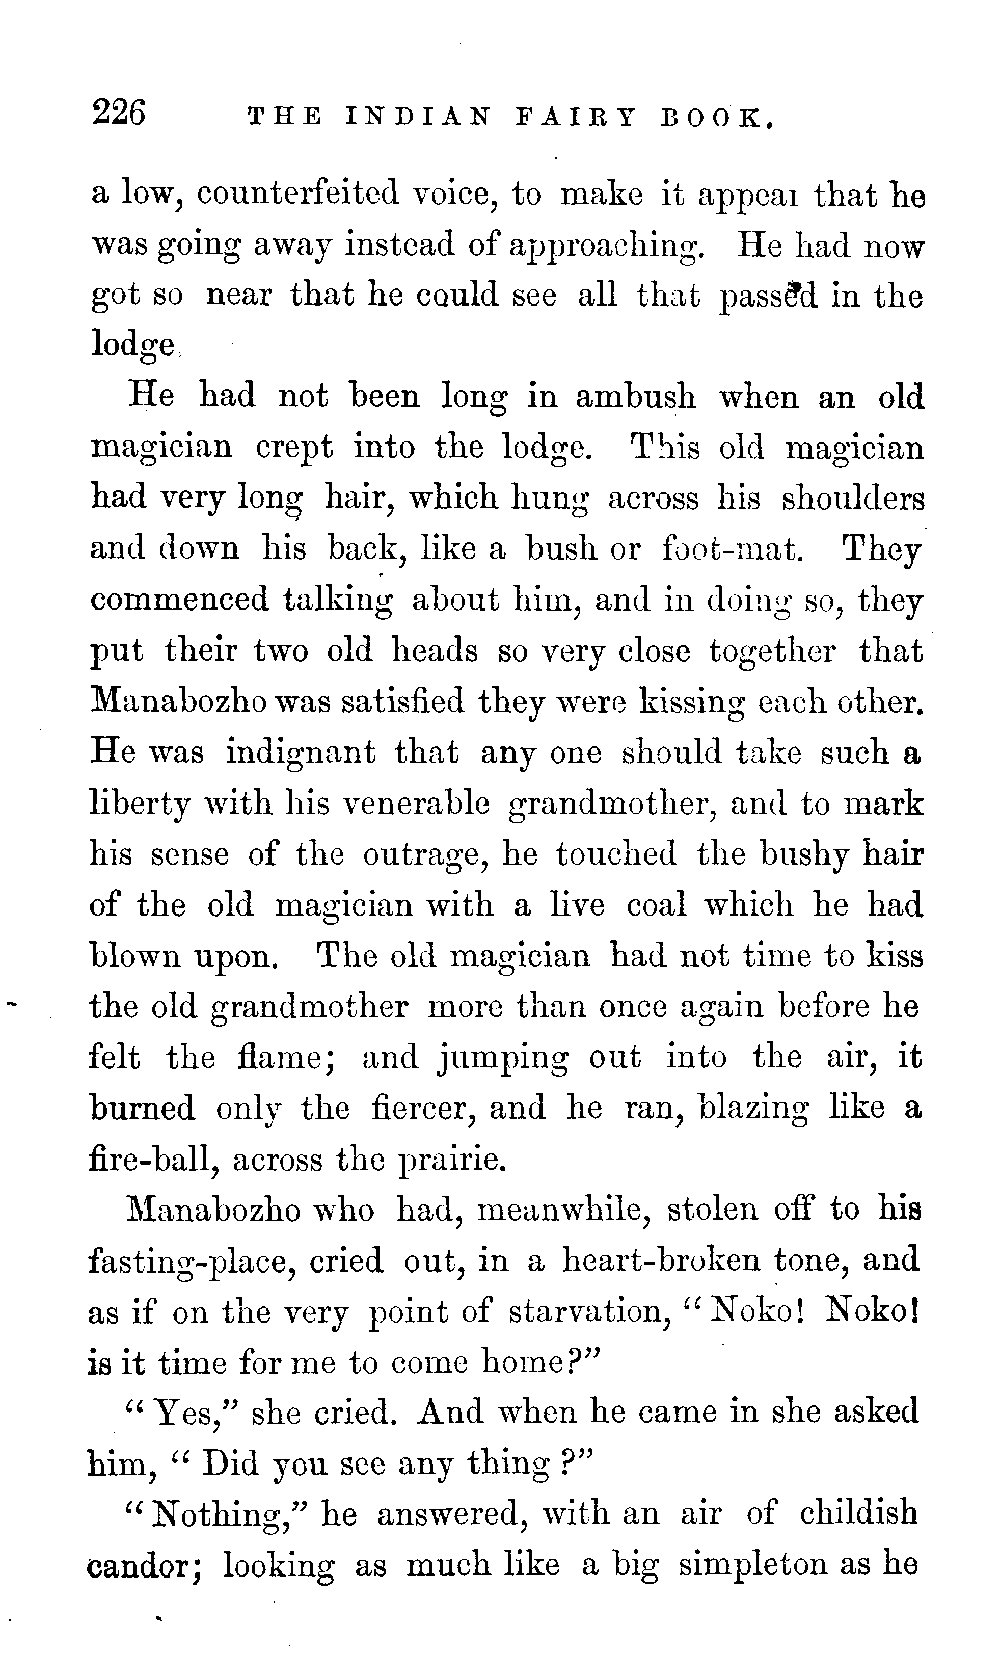 226 THE INDIAN FAIRY BOOK.
a low, counterfeited voice, to make it appear that he
was going away instead of approaching. He had now
got so near that he could see all that passed in the
lodge.
He had not been long in ambush when an old
magician crept into the lodge. This old magician
had very long hair, which hung across his shoulders
and down his back, like a bush or foot-mat. They
commenced talking about him, and in doing so, they
put their two old heads so very close together that
Manabozho was satisfied they were kissing each other.
He was indignant that any one should take such a
liberty with his venerable grandmother, and to mark
his sense of the outrage, he touched the bushy hair
of the old magician with a live coal which he had
blown upon. The old magician had not time to kiss
the old grandmother more than once again before he
felt the flame; and jumping out into the air, it
burned only the fiercer, and he ran, blazing like a
fire-ball, across the prairie.
Manabozho who had, meanwhile, stolen off to his
fasting-place, cried out, in a heart-broken tone, and
as if on the very point of starvation, “Noko! Noko!
is it time for me to come home?”
“Yes,” she cried. And when he came in she asked
him, “Did you see any thing?”
“Nothing,” he answered, with an air of childish
candor; looking as much like a big simpleton as he